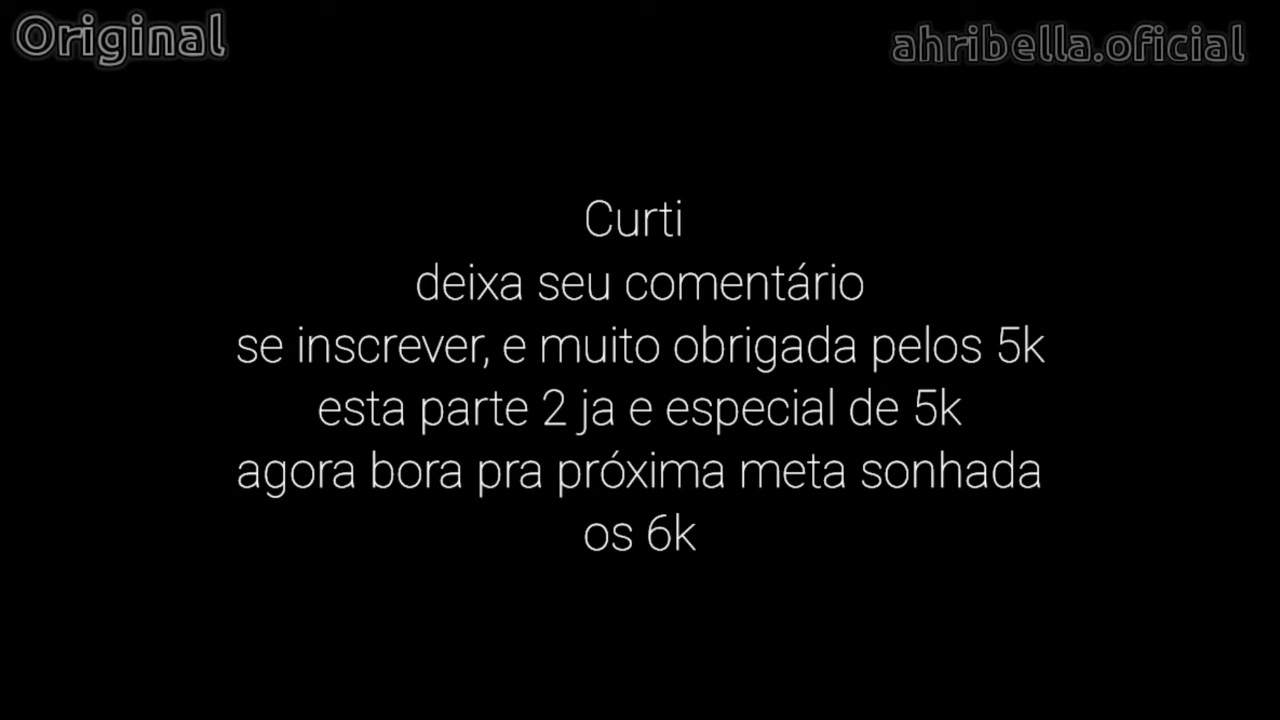 Original
ahribella.oficial
Curti
deixa seu comentário
se inscrever, e muito obrigada pelos 5k
esta parte 2 ja e especial de 5k
agora bora pra próxima meta sonhada
os 6k